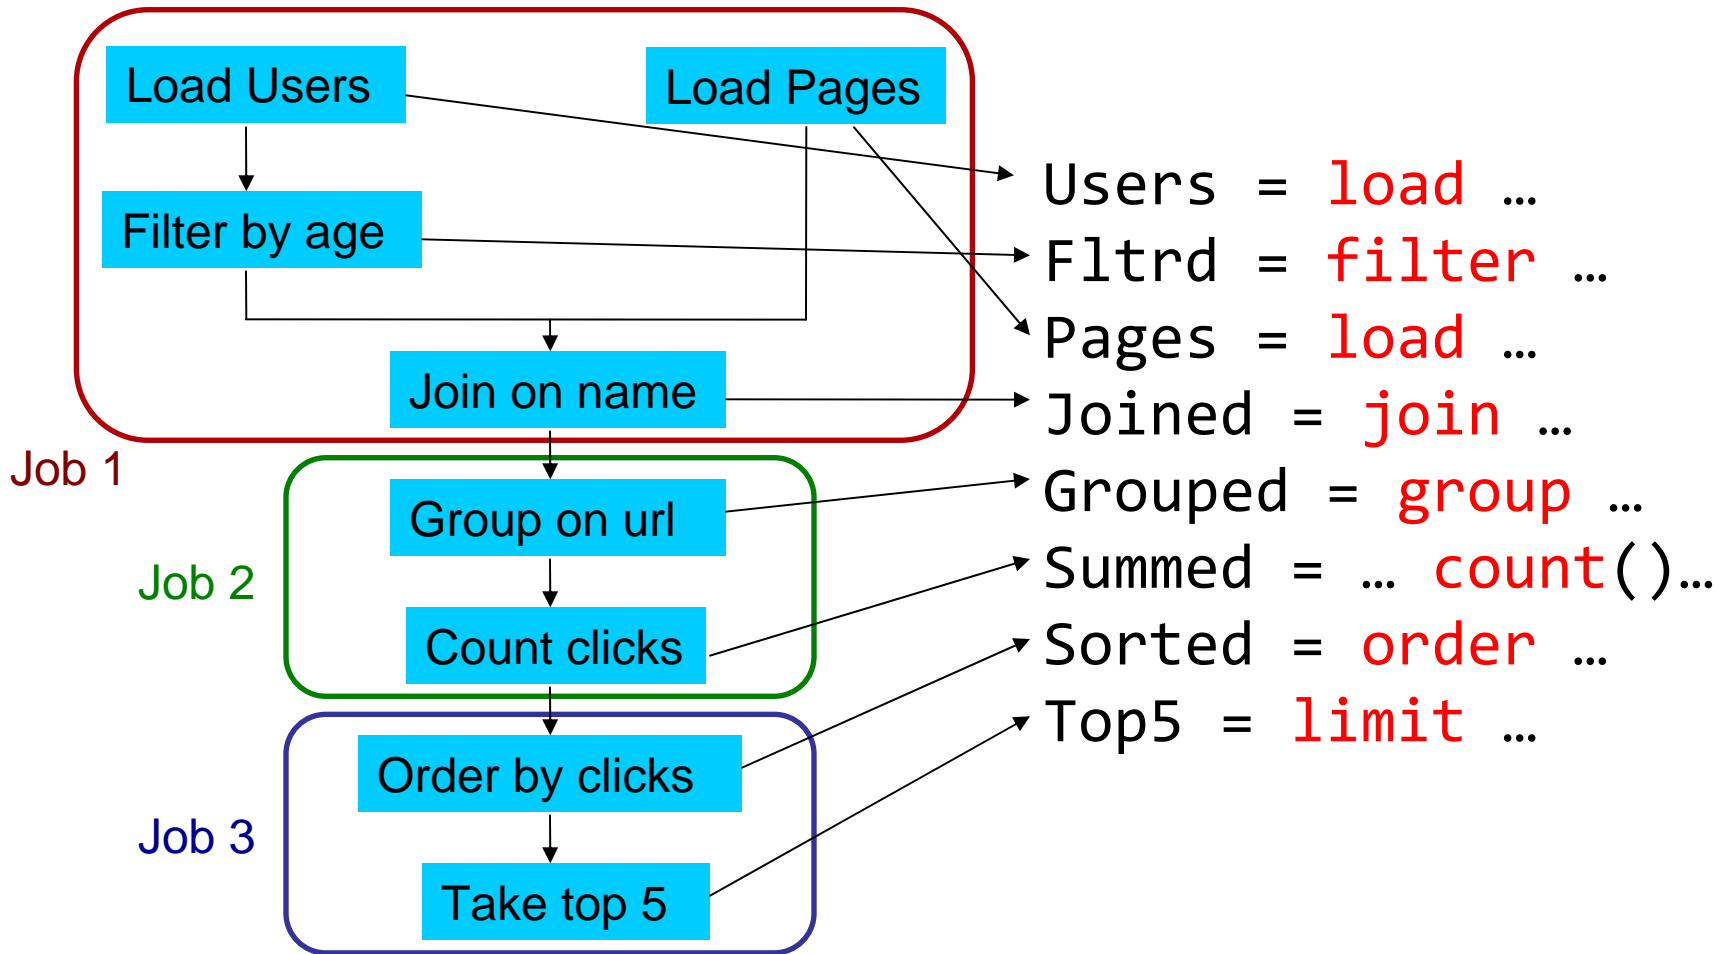 Load Users
Load Pages
Filter by age
Join on name
Job 1
Group on url
Job 2
Count clicks
Order by clicks
Job 3
Take top 5
Users = load …
Fltrd = filter …
Pages = load …
Joined = join …
Grouped = group …
Summed = … count()…
Sorted = order …
Top5 = limit …